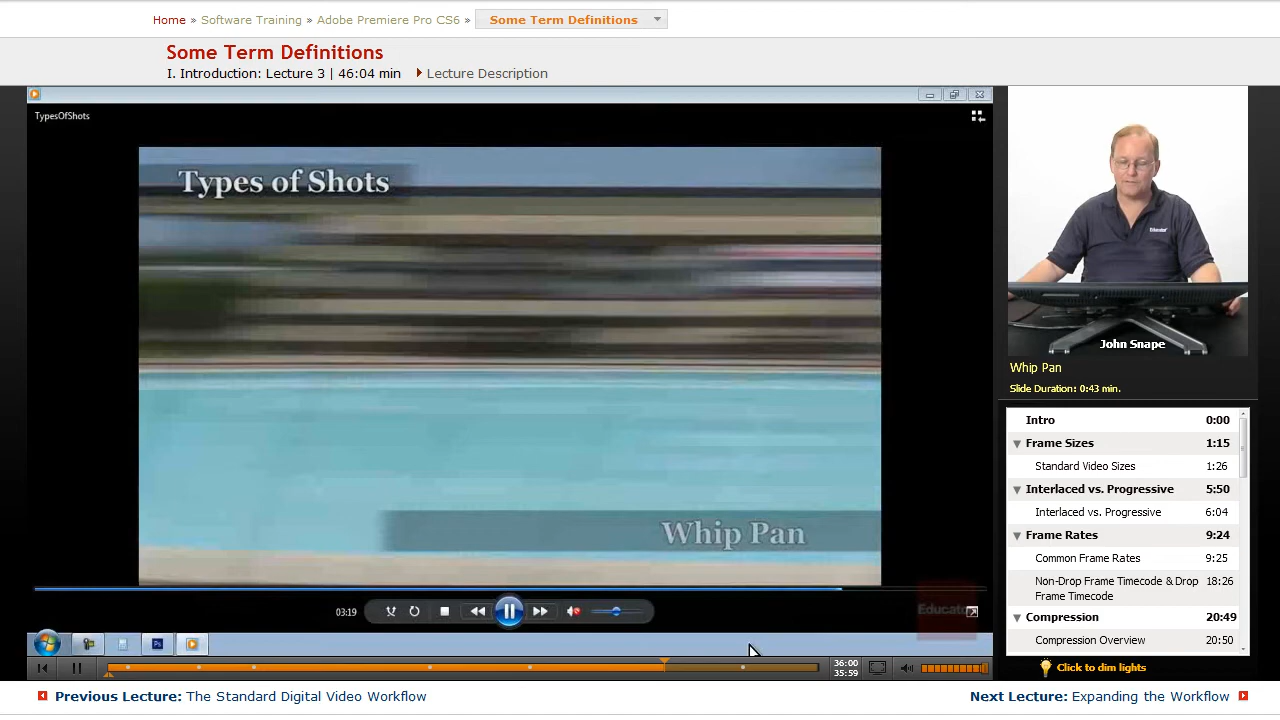 Home » Software Training » Adobe Premiere Pro CS6 » Some Term Definitions
Some Term Definitions
I. Introduction: Lecture 3 | 46:04 min Lecture Description
TypesOfShots
Types of Shots
Whip Pan
03:19
Educator
36:00
35:59
Educator
John Snape
Whip Pan
Slide Duration: 0:43 min.
Intro 0:00
Frame Sizes 1:15
Standard Video Sizes 1:26
Interlaced vs. Progressive 5:50
Interlaced vs. Progressive 6:04
Frame Rates 9:24
Common Frame Rates 9:25
Non-Drop Frame Timecode & Drop 18:26
Frame Timecode
Compression 20:49
Compression Overview 20:50
Click to dim lights
Previous Lecture: The Standard Digital Video Workflow
Next Lecture: Expanding the Workflow